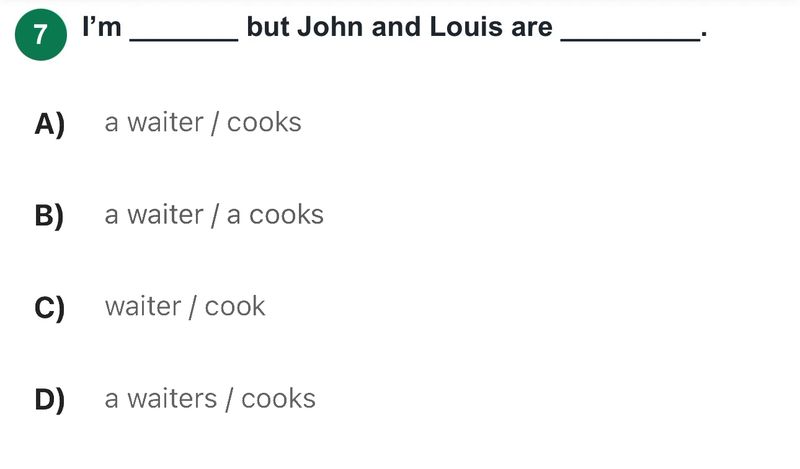 7 I’m _______ but John and Louis are _________.
A) a waiter / cooks
B) a waiter / a cooks
C) waiter / cook
D) a waiters / cooks